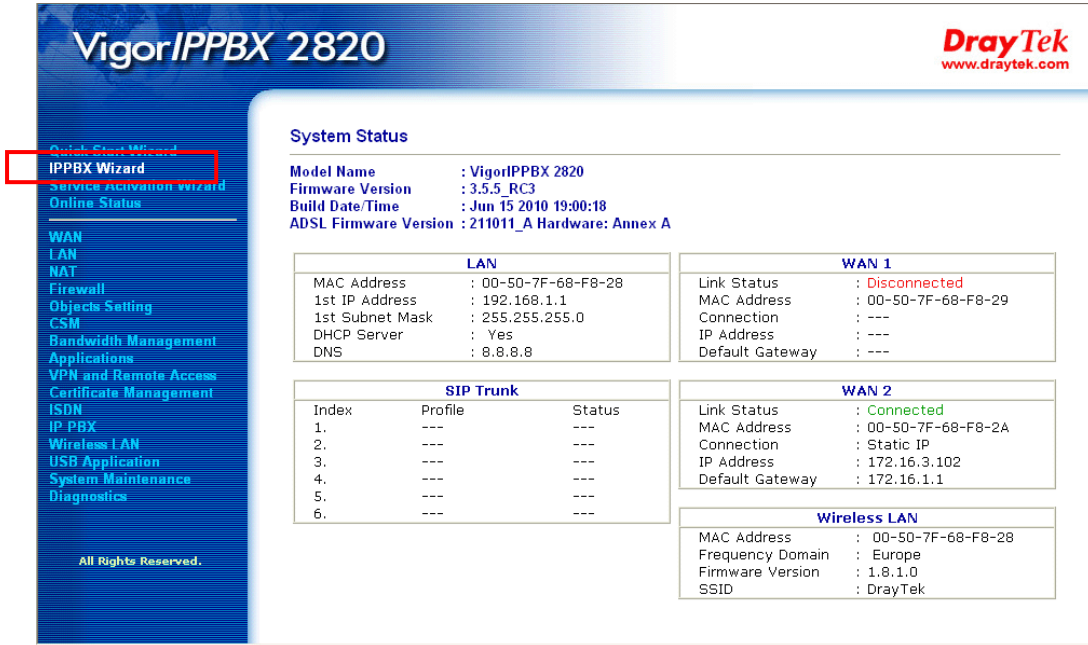 VigorIPPBX 2820
DrayTek
www.draytek.com
Quick Start Wizard
IPPBX Wizard
Service Activation Wizard
Online Status
WAN
LAN
NAT
Firewall
Objects Setting
CSM
Bandwidth Management
Applications
VPN and Remote Access
Certificate Management
ISDN
IP PBX
Wireless LAN
USB Application
System Maintenance
Diagnostics
All Rights Reserved.
System Status
Model Name : VigorIPPBX 2820
Firmware Version : 3.5.5_RC3
Build Date/Time : Jun 15 2010 19:00:18
ADSL Firmware Version : 211011_A Hardware: Annex A
LAN
MAC Address : 00-50-7F-68-F8-28
1st IP Address : 192.168.1.1
1st Subnet Mask : 255.255.255.0
DHCP Server : Yes
DNS : 8.8.8.8
WAN 1
Link Status : Disconnected
MAC Address : 00-50-7F-68-F8-29
Connection : ---
IP Address : ---
Default Gateway : ---
SIP Trunk
Index Profile Status
1. --- ---
2. --- ---
3. --- ---
4. --- ---
5. --- ---
6. --- ---
WAN 2
Link Status : Connected
MAC Address : 00-50-7F-68-F8-2A
Connection : Static IP
IP Address : 172.16.3.102
Default Gateway : 172.16.1.1
Wireless LAN
MAC Address : 00-50-7F-68-F8-28
Frequency Domain : Europe
Firmware Version : 1.8.1.0
SSID : DrayTek